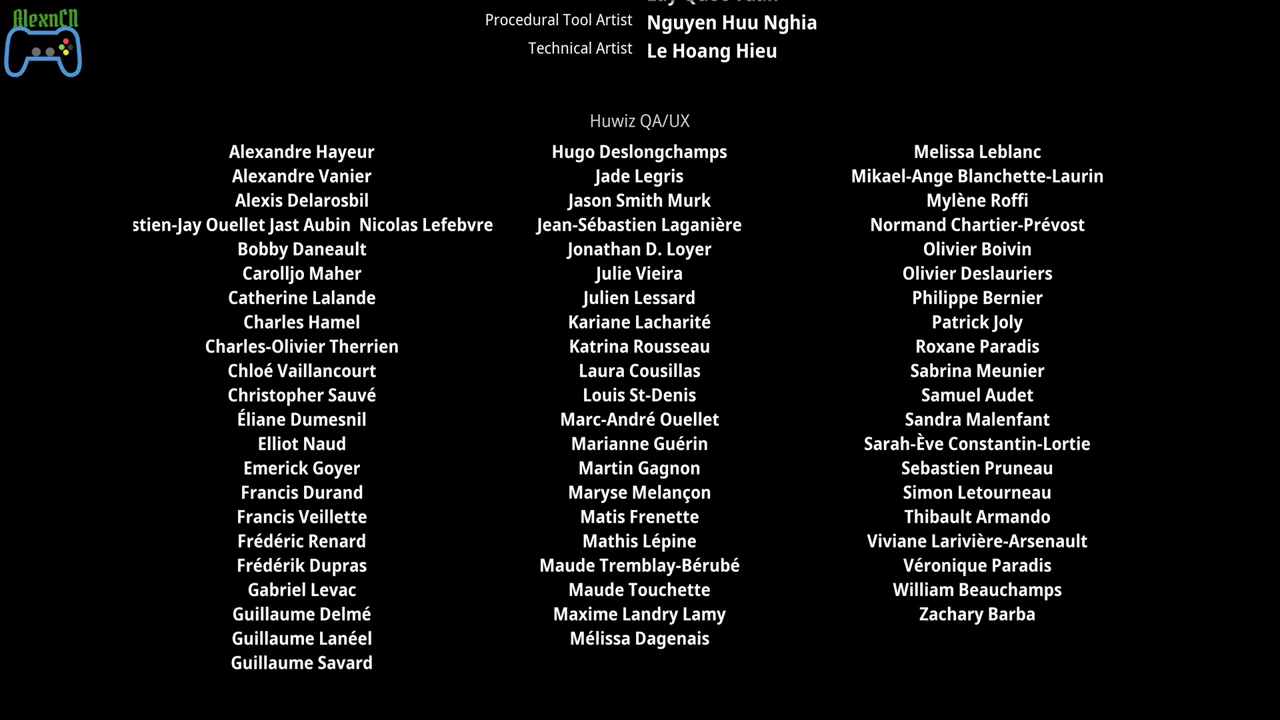 AlexnCN
Procedural Tool Artist Nguyen Huu Nghia
Technical Artist Le Hoang Hieu
Huwiz QA/UX
Alexandre Hayeur
Alexandre Vanier
Alexis Delarosbil
stien-Jay Ouellet Jast Aubin  Nicolas Lefebvre
Bobby Daneault
Carolljo Maher
Catherine Lalande
Charles Hamel
Charles-Olivier Therrien
Chloé Vaillancourt
Christopher Sauvé
Éliane Dumesnil
Elliot Naud
Emerick Goyer
Francis Durand
Francis Veillette
Frédéric Renard
Frédérik Dupras
Gabriel Levac
Guillaume Delmé
Guillaume Lanéel
Guillaume Savard
Hugo Deslongchamps
Jade Legris
Jason Smith Murk
Jean-Sébastien Laganière
Jonathan D. Loyer
Julie Vieira
Julien Lessard
Kariane Lacharité
Katrina Rousseau
Laura Cousillas
Louis St-Denis
Marc-André Ouellet
Marianne Guérin
Martin Gagnon
Maryse Melançon
Matis Frenette
Mathis Lépine
Maude Tremblay-Bérubé
Maude Touchette
Maxime Landry Lamy
Mélissa Dagenais
Melissa Leblanc
Mikael-Ange Blanchette-Laurin
Mylène Roffi
Normand Chartier-Prévost
Olivier Boivin
Olivier Deslauriers
Philippe Bernier
Patrick Joly
Roxane Paradis
Sabrina Meunier
Samuel Audet
Sandra Malenfant
Sarah-Ève Constantin-Lortie
Sebastien Pruneau
Simon Letourneau
Thibault Armando
Viviane Larivière-Arsenault
Véronique Paradis
William Beauchamps
Zachary Barba